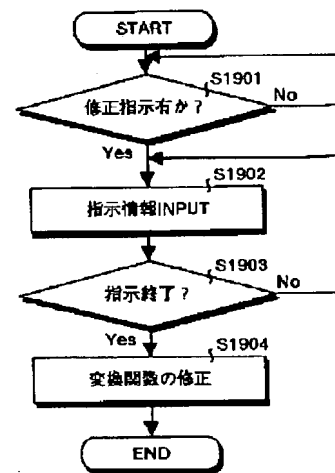 START
S1901
修正指示有か?
No
Yes
S1902
指示情報INPUT
S1903
指示終了?
No
Yes
S1904
変換関数の修正
END